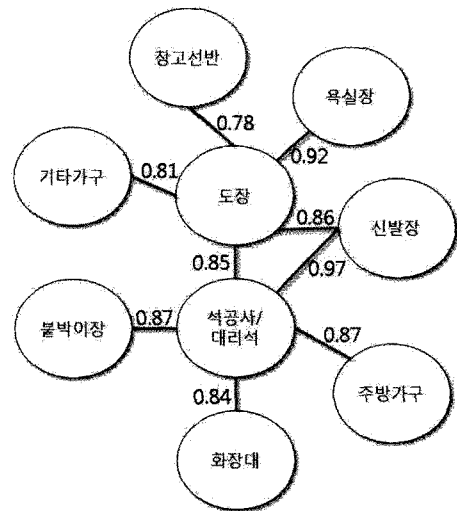 창고선반
욕실장
0.78
0.92
기타가구
0.81
도장
0.86
신발장
0.85
0.97
붙박이장
0.87
석공사/
대리석
0.87
주방가구
0.84
화장대